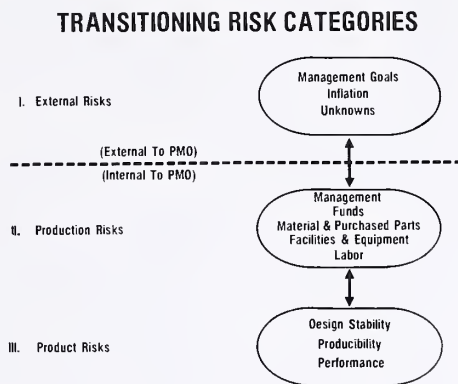 TRANSITIONING RISK CATEGORIES
I. External Risks
Management Goals
Inflation
Unknowns
(External To PMO)
(Internal To PMO)
II. Production Risks
Management
Funds
Material & Purchased Parts
Facilities & Equipment
Labor
III. Product Risks
Design Stability
Producibility
Performance